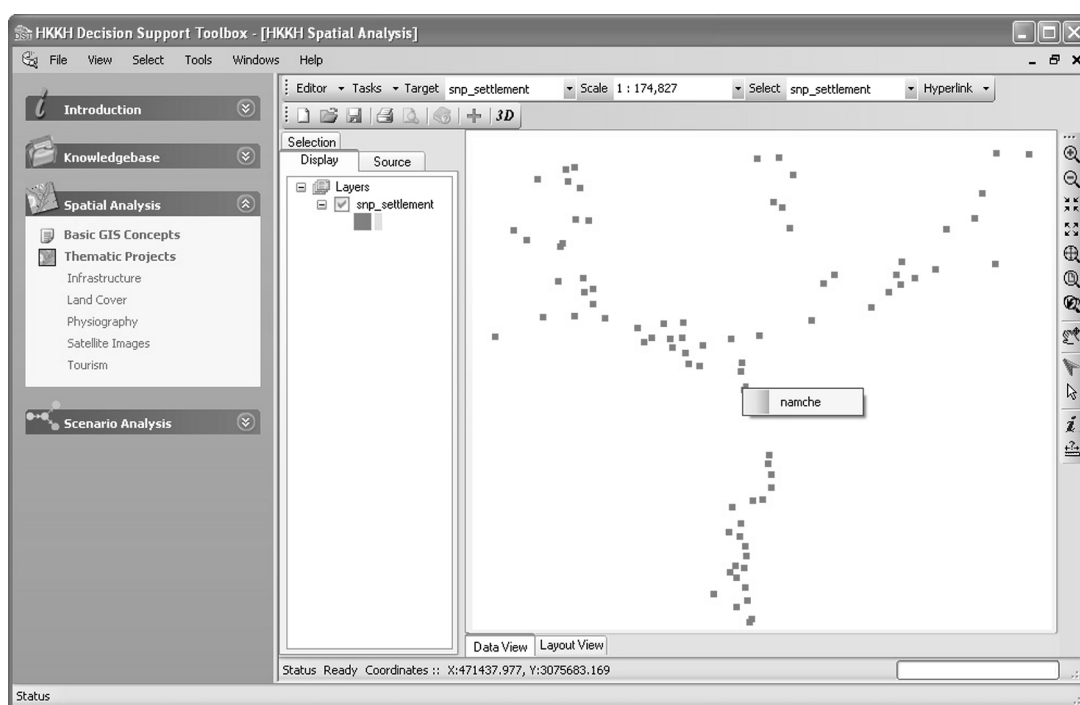 HKKH Decision Support Toolbox - [HKKH Spatial Analysis]
File View Select Tools Windows Help
Editor Tasks Target snp_settlement Scale 1 : 174,827 Select snp_settlement Hyperlink
3D
Introduction
Knowledgebase
Spatial Analysis
Basic GIS Concepts
Thematic Projects
Infrastructure
Land Cover
Physiography
Satellite Images
Tourism
Scenario Analysis
Selection
Display Source
Layers
snp_settlement
namche
Data View Layout View
Status Ready Coordinates :: X:471437.977, Y:3075683.169
Status